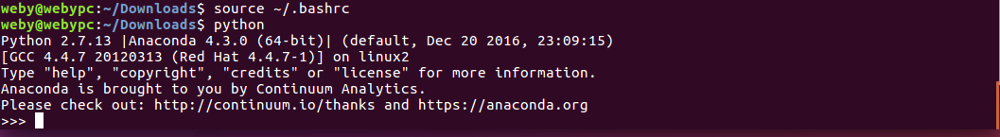 weby@webypc:~/Downloads$ source ~/.bashrc
weby@webypc:~/Downloads$ python
Python 2.7.13 |Anaconda 4.3.0 (64-bit)| (default, Dec 20 2016, 23:09:15)
[GCC 4.4.7 20120313 (Red Hat 4.4.7-1)] on linux2
Type "help", "copyright", "credits" or "license" for more information.
Anaconda is brought to you by Continuum Analytics.
Please check out: http://continuum.io/thanks and https://anaconda.org
>>>